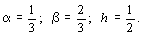 α = 1/3; β = 2/3; h = 1/2.